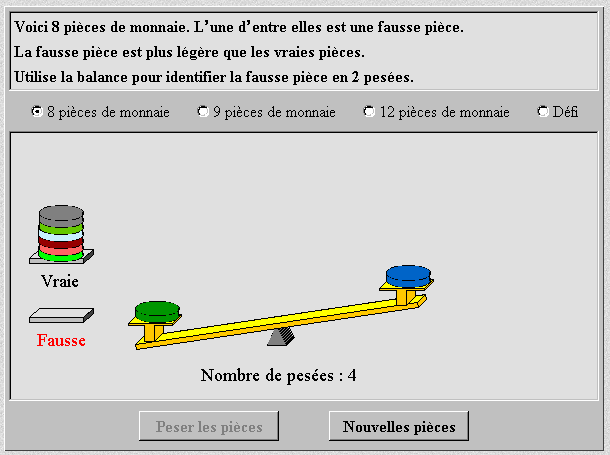 Voici 8 pièces de monnaie. L'une d'entre elles est une fausse pièce.
La fausse pièce est plus légère que les vraies pièces.
Utilise la balance pour identifier la fausse pièce en 2 pesées.
8 pièces de monnaie 9 pièces de monnaie 12 pièces de monnaie Défi
Vraie
Fausse
Nombre de pesées : 4
Peser les pièces Nouvelles pièces